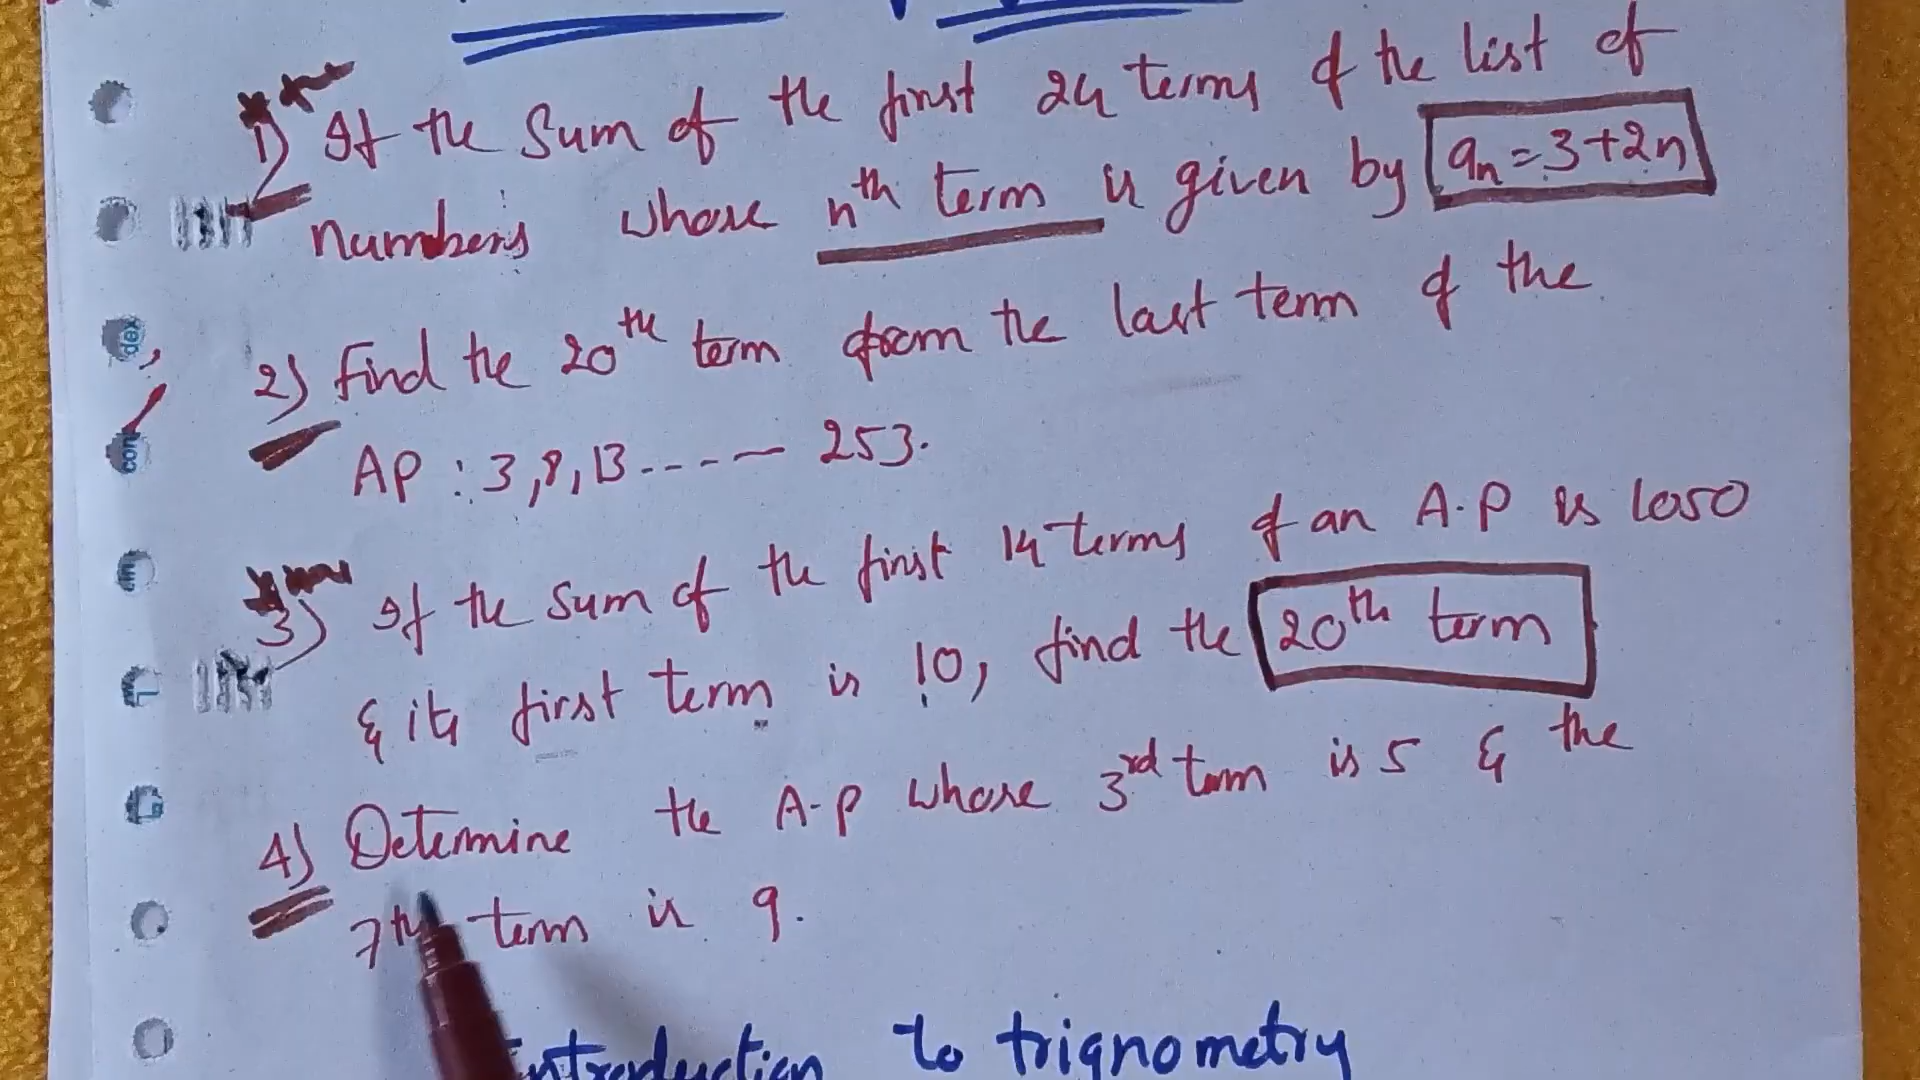 1) If the Sum of the first 24 terms of the list of
numbers whose nth term is given by an = 3+2n
2) Find the 20th term from the last term of the
AP : 3,8,13 ----- 253.
3) If the sum of the first 14 terms of an A.P is 1050
& its first term is 10, find the 20th term
4) Determine the A-P whose 3rd term is 5 & the
7th term is 9.
introduction to trignometry